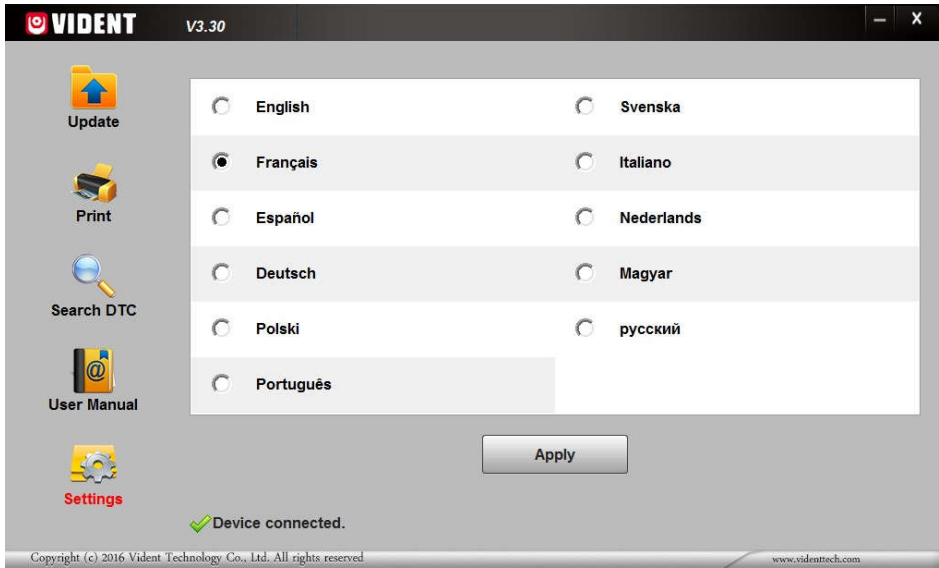 VIDENT V3.30
Update
Print
Search DTC
User Manual
Settings
English
Français
Español
Deutsch
Polski
Português
Svenska
Italiano
Nederlands
Magyar
русский
Apply
Device connected.
Copyright (c) 2016 Vident Technology Co., Ltd. All rights reserved
www.videnttech.com